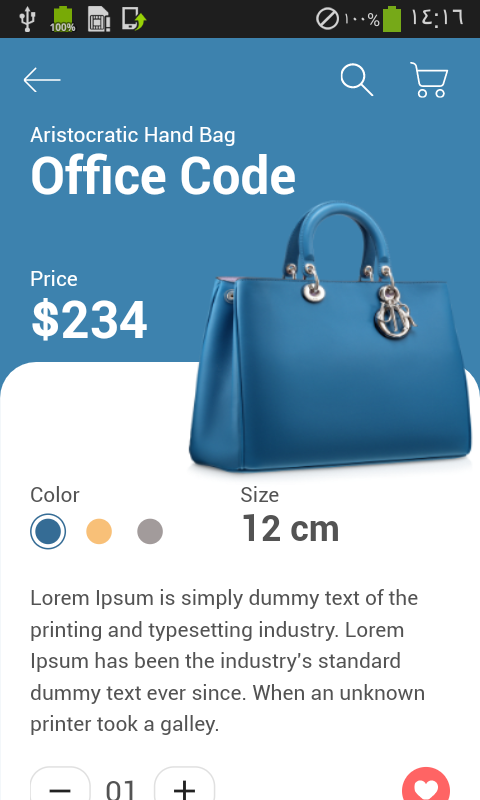 100%
١٠٠%
١٤:١٦
Aristocratic Hand Bag
Office Code
Price
$234
Color
Size
12 cm
Lorem Ipsum is simply dummy text of the
printing and typesetting industry. Lorem
Ipsum has been the industry's standard
dummy text ever since. When an unknown
printer took a galley.
01